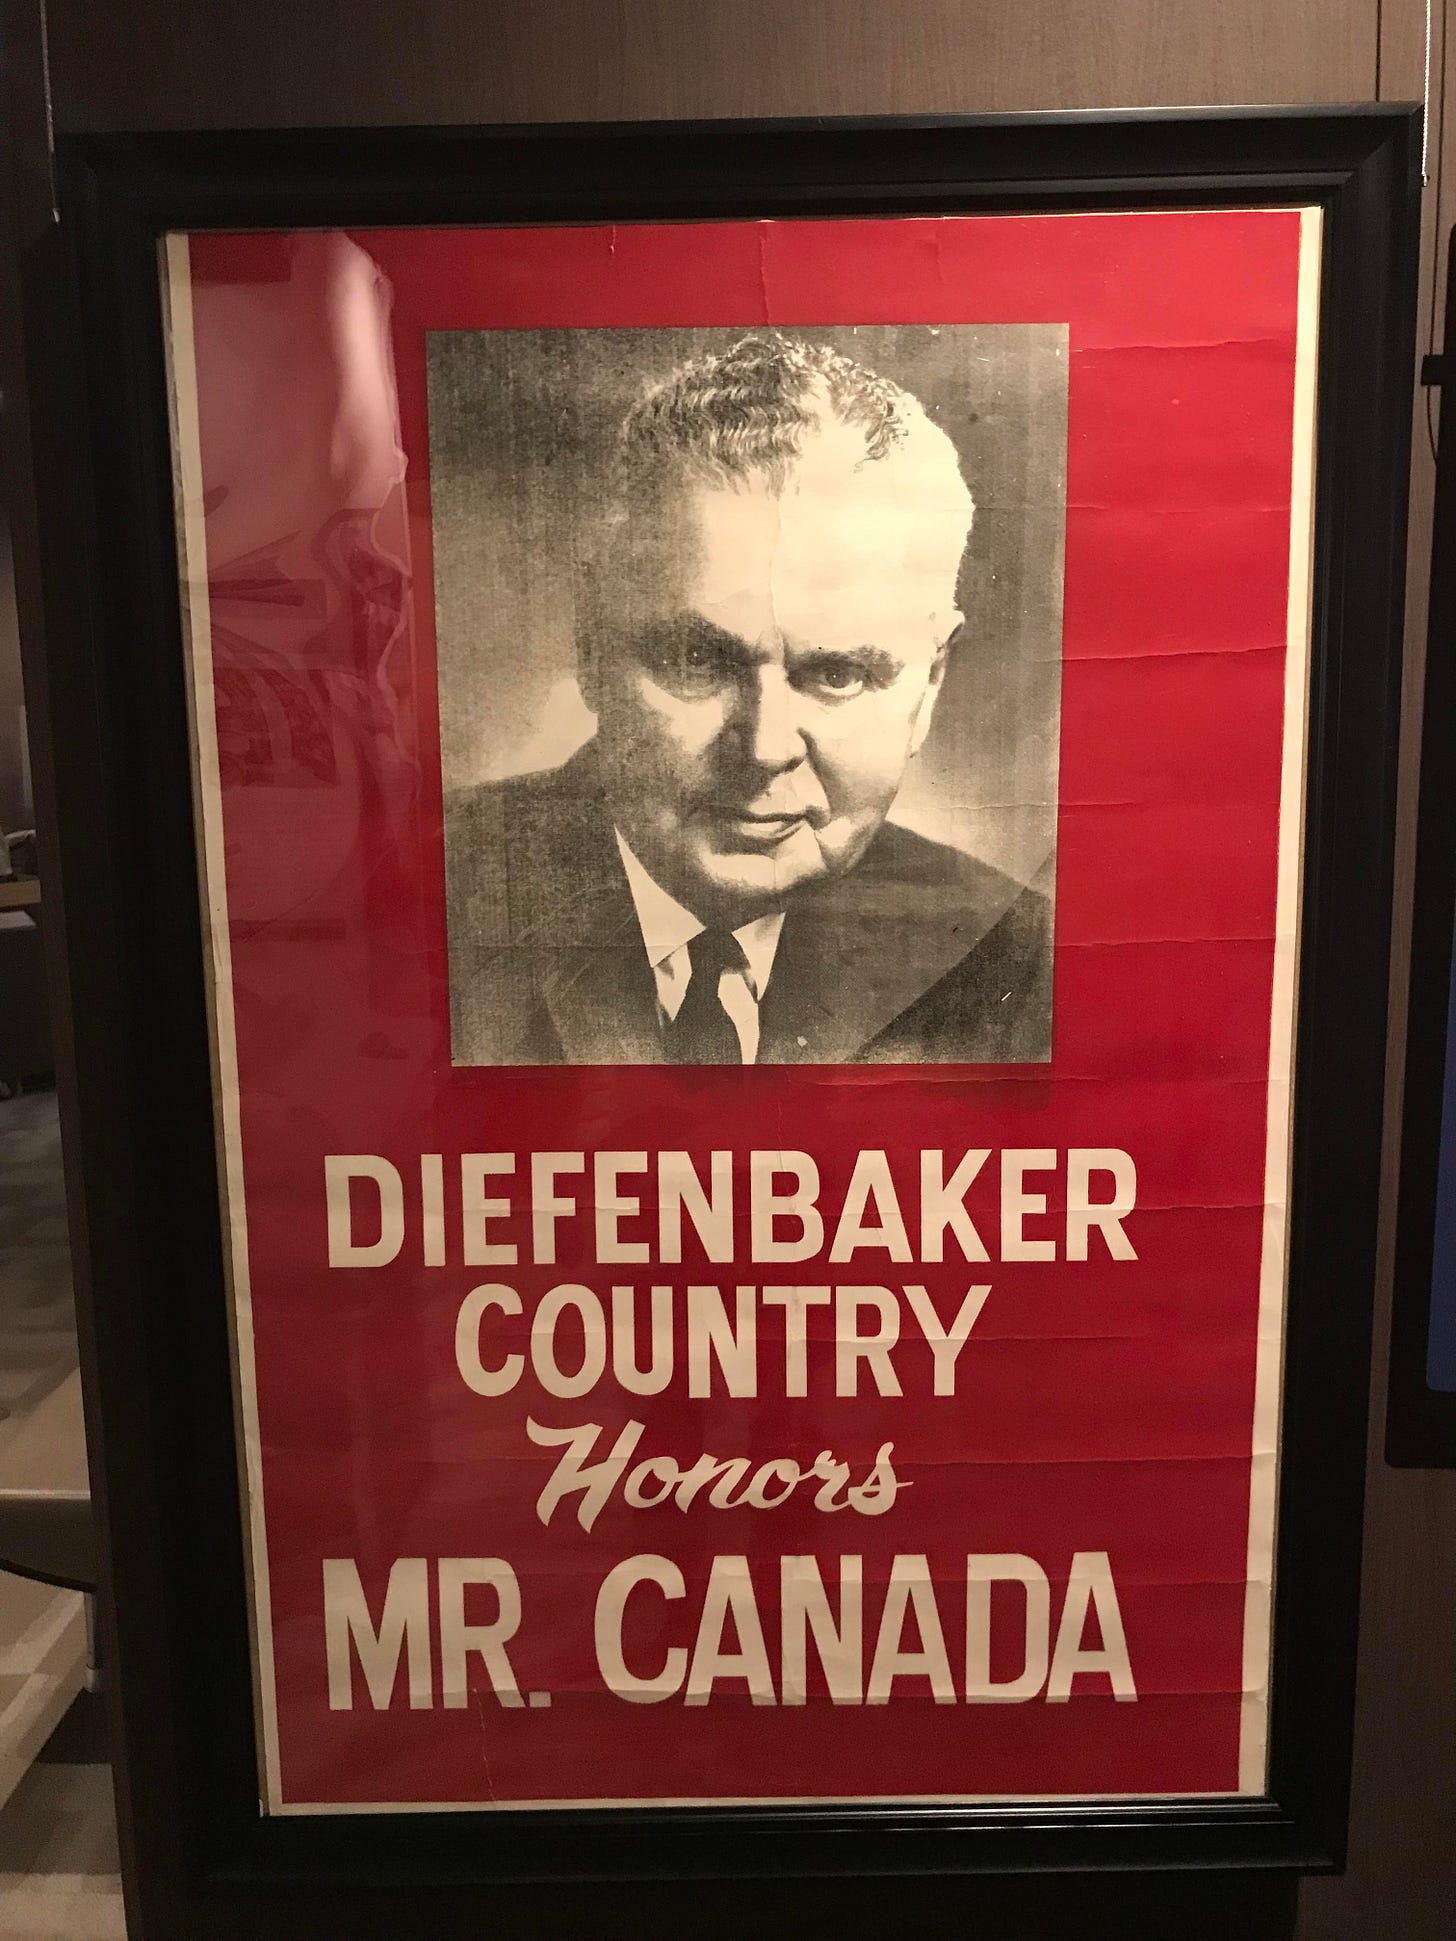 DIEFENBAKER
COUNTRY
Honors
MR. CANADA